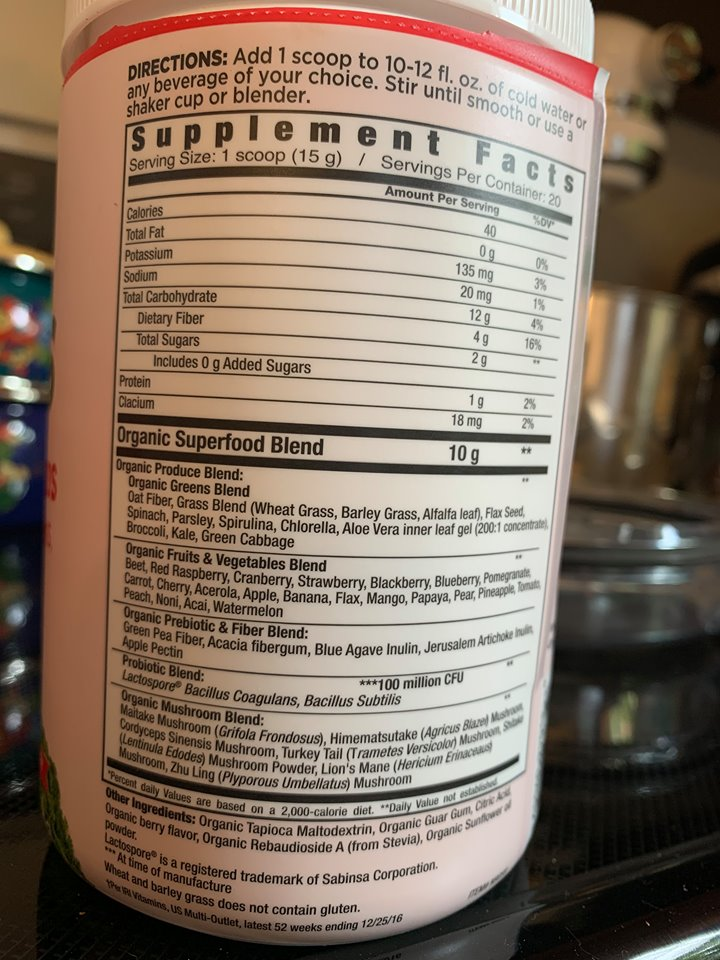 DIRECTIONS: Add 1 scoop to 10-12 fl. oz. of cold water or
any beverage of your choice. Stir until smooth or use a
shaker cup or blender.
Supplement Facts
Serving Size: 1 scoop (15 g) / Servings Per Container: 20
Amount Per Serving %DV*
Calories 40
Total Fat 0 g 0%
Potassium 135 mg 3%
Sodium 20 mg 1%
Total Carbohydrate 12 g 4%
Dietary Fiber 4 g 16%
Total Sugars 2 g **
Includes 0 g Added Sugars
Protein 1 g 2%
Clacium 18 mg 2%
Organic Superfood Blend 10 g **
Organic Produce Blend: **
Organic Greens Blend
Oat Fiber, Grass Blend (Wheat Grass, Barley Grass, Alfalfa leaf), Flax Seed,
Spinach, Parsley, Spirulina, Chlorella, Aloe Vera inner leaf gel (200:1 concentrate),
Broccoli, Kale, Green Cabbage
Organic Fruits & Vegetables Blend **
Beet, Red Raspberry, Cranberry, Strawberry, Blackberry, Blueberry, Pomegranate,
Carrot, Cherry, Acerola, Apple, Banana, Flax, Mango, Papaya, Pear, Pineapple, Tomato,
Peach, Noni, Acai, Watermelon
Organic Prebiotic & Fiber Blend: **
Green Pea Fiber, Acacia fibergum, Blue Agave Inulin, Jerusalem Artichoke Inulin,
Apple Pectin
Probiotic Blend: ***100 million CFU **
Lactospore® Bacillus Coagulans, Bacillus Subtilis
Organic Mushroom Blend: **
Maitake Mushroom (Grifola Frondosus), Himematsutake (Agricus Blazei) Mushroom,
Cordyceps Sinensis Mushroom, Turkey Tail (Trametes Versicolor) Mushroom, Shitake
(Lentinula Edodes) Mushroom Powder, Lion's Mane (Hericium Erinaceaus)
Mushroom, Zhu Ling (Plyporous Umbellatus) Mushroom
*Percent daily Values are based on a 2,000-calorie diet. **Daily Value not established.
Other Ingredients: Organic Tapioca Maltodextrin, Organic Guar Gum, Citric Acid,
Organic berry flavor, Organic Rebaudioside A (from Stevia), Organic Sunflower oil
powder.
Lactospore® is a registered trademark of Sabinsa Corporation.
*** At time of manufacture
Wheat and barley grass does not contain gluten.
†Per IRI Vitamins, US Multi-Outlet, latest 52 weeks ending 12/25/16